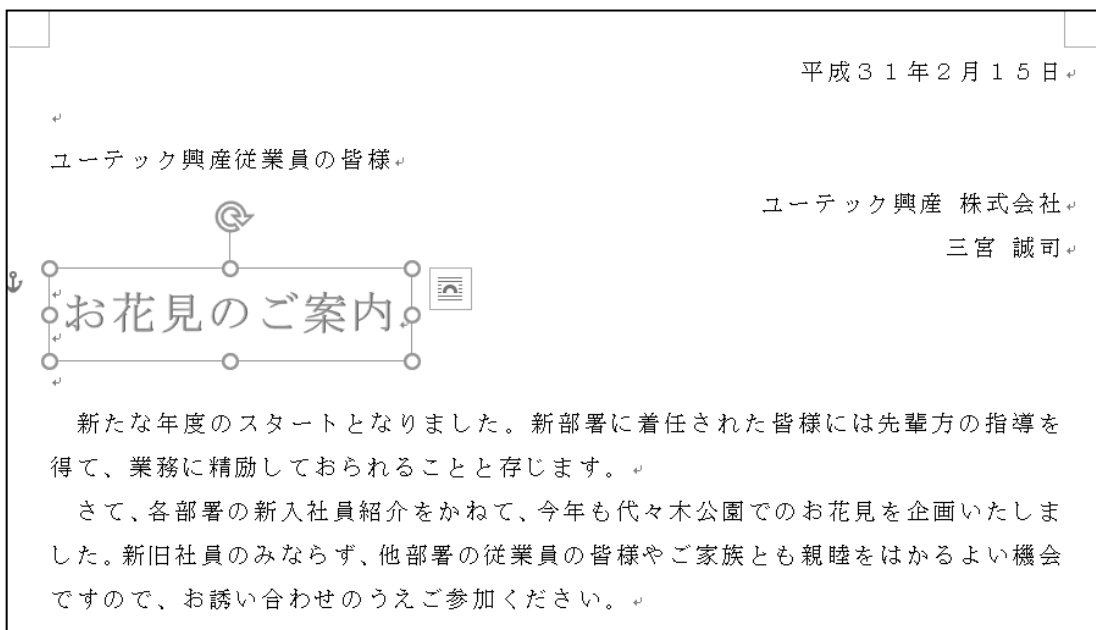 平成３１年２月１５日
ユーテック興産従業員の皆様
ユーテック興産 株式会社
三宮 誠司
お花見のご案内
　新たな年度のスタートとなりました。新部署に着任された皆様には先輩方の指導を
得て、業務に精励しておられることと存じます。
　さて、各部署の新入社員紹介をかねて、今年も代々木公園でのお花見を企画いたしま
した。新旧社員のみならず、他部署の従業員の皆様やご家族とも親睦をはかるよい機会
ですので、お誘い合わせのうえご参加ください。